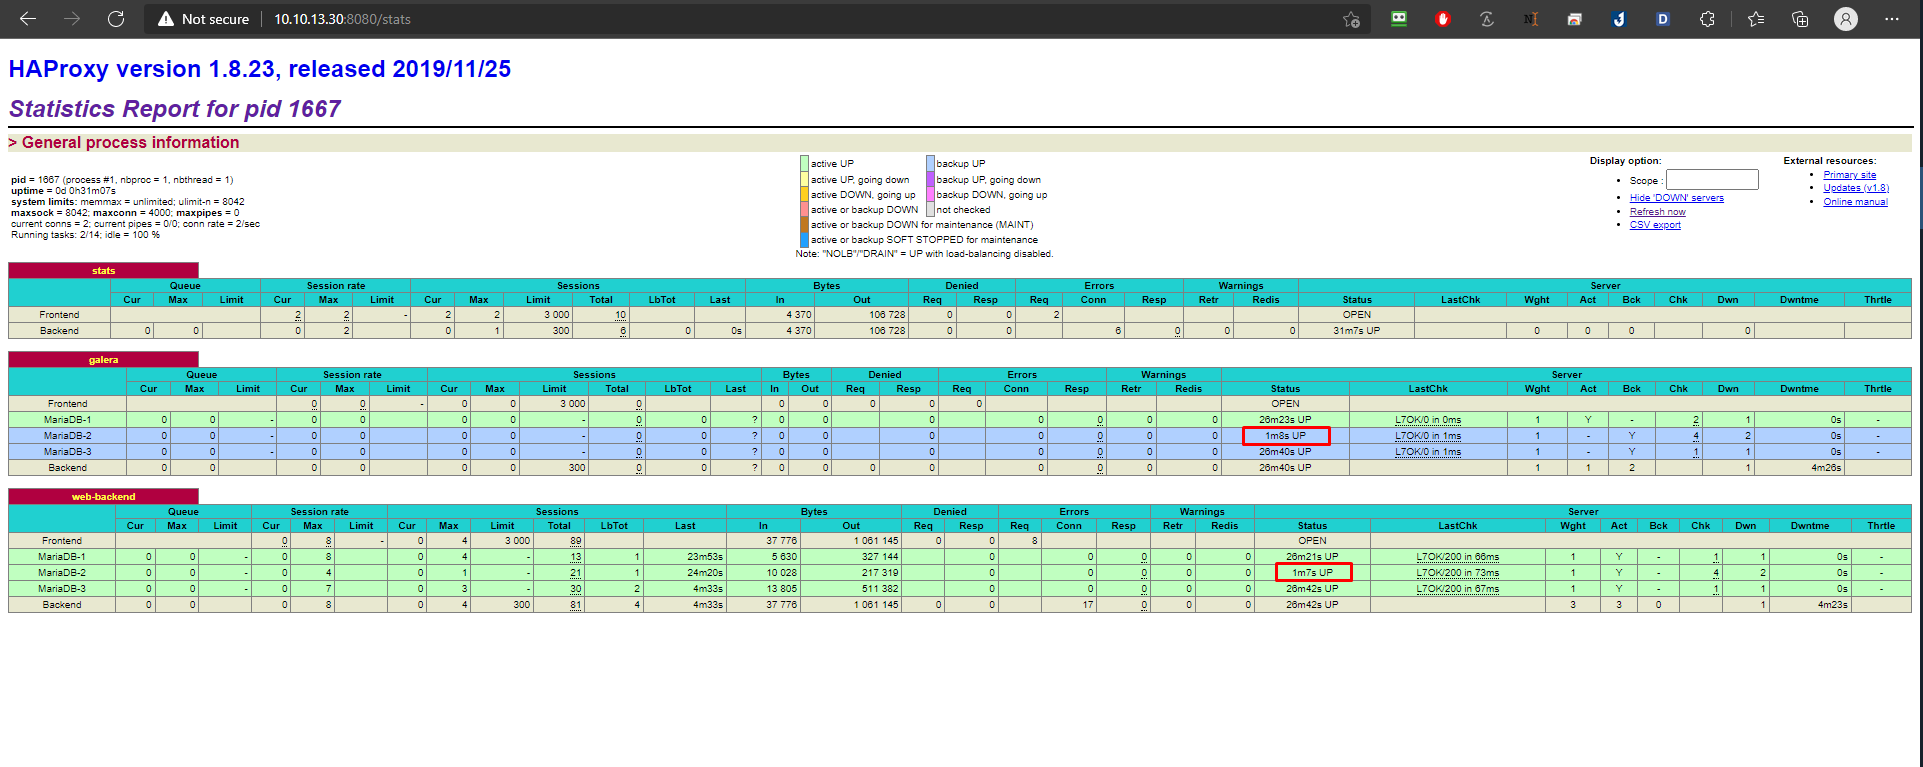 Not secure
10.10.13.30:8080/stats
HAProxy version 1.8.23, released 2019/11/25
Statistics Report for pid 1667
> General process information
pid = 1667 (process #1, nbproc = 1, nbthread = 1)
uptime = 0d 0h31m07s
system limits: memmax = unlimited; ulimit-n = 8042
maxsock = 8042; maxconn = 4000; maxpipes = 0
current conns = 2; current pipes = 0/0; conn rate = 2/sec
Running tasks: 2/14; idle = 100 %
active UP backup UP
active UP, going down backup UP, going down
active DOWN, going up backup DOWN, going up
active or backup DOWN not checked
active or backup DOWN for maintenance (MAINT)
active or backup SOFT STOPPED for maintenance
Note: "NOLB"/"DRAIN" = UP with load-balancing disabled.
Display option:
Scope :
Hide 'DOWN' servers
Refresh now
CSV export
External resources:
Primary site
Updates (v1.8)
Online manual
stats
Queue Session rate Sessions Bytes Denied Errors Warnings Server
Cur Max Limit Cur Max Limit Cur Max Limit Total LbTot Last In Out Req Resp Req Conn Resp Retr Redis Status LastChk Wght Act Bck Chk Dwn Dwntme Thrtle
Frontend 2 2 - 2 2 3 000 10 4 370 106 728 0 0 2 OPEN
Backend 0 0 0 2 0 1 300 6 0 0s 4 370 106 728 0 0 6 0 0 0 31m7s UP 0 0 0 0
galera
Queue Session rate Sessions Bytes Denied Errors Warnings Server
Cur Max Limit Cur Max Limit Cur Max Limit Total LbTot Last In Out Req Resp Req Conn Resp Retr Redis Status LastChk Wght Act Bck Chk Dwn Dwntme Thrtle
Frontend 0 0 - 0 0 3 000 0 0 0 0 0 0 OPEN
MariaDB-1 0 0 - 0 0 0 0 - 0 0 ? 0 0 0 0 0 0 0 26m23s UP L7OK/0 in 0ms 1 Y - 2 1 0s -
MariaDB-2 0 0 - 0 0 0 0 - 0 0 ? 0 0 0 0 0 0 0 1m8s UP L7OK/0 in 1ms 1 - Y 4 2 0s -
MariaDB-3 0 0 - 0 0 0 0 - 0 0 ? 0 0 0 0 0 0 0 26m40s UP L7OK/0 in 1ms 1 - Y 1 1 0s -
Backend 0 0 0 0 0 0 300 0 0 ? 0 0 0 0 0 0 0 0 26m40s UP 1 1 2 1 4m26s
web-backend
Queue Session rate Sessions Bytes Denied Errors Warnings Server
Cur Max Limit Cur Max Limit Cur Max Limit Total LbTot Last In Out Req Resp Req Conn Resp Retr Redis Status LastChk Wght Act Bck Chk Dwn Dwntme Thrtle
Frontend 0 8 - 0 4 3 000 89 37 776 1 061 145 0 0 8 OPEN
MariaDB-1 0 0 - 0 8 0 4 - 13 1 23m53s 5 630 327 144 0 0 0 0 0 26m21s UP L7OK/200 in 66ms 1 Y - 1 1 0s -
MariaDB-2 0 0 - 0 4 0 1 - 21 1 24m20s 10 028 217 319 0 0 0 0 0 1m7s UP L7OK/200 in 73ms 1 Y - 4 2 0s -
MariaDB-3 0 0 - 0 7 0 3 - 30 2 4m33s 13 805 511 382 0 0 0 0 0 26m42s UP L7OK/200 in 67ms 1 Y - 1 1 0s -
Backend 0 0 0 8 0 4 300 81 4 4m33s 37 776 1 061 145 0 0 17 0 0 0 26m42s UP 3 3 0 1 4m23s